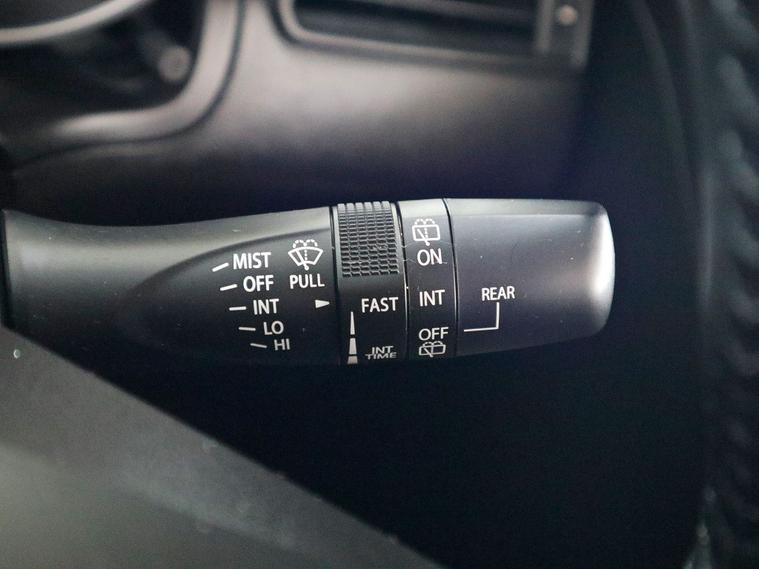 MIST
OFF
INT
LO
HI
PULL
FAST
INT
TIME
ON
INT
OFF
REAR